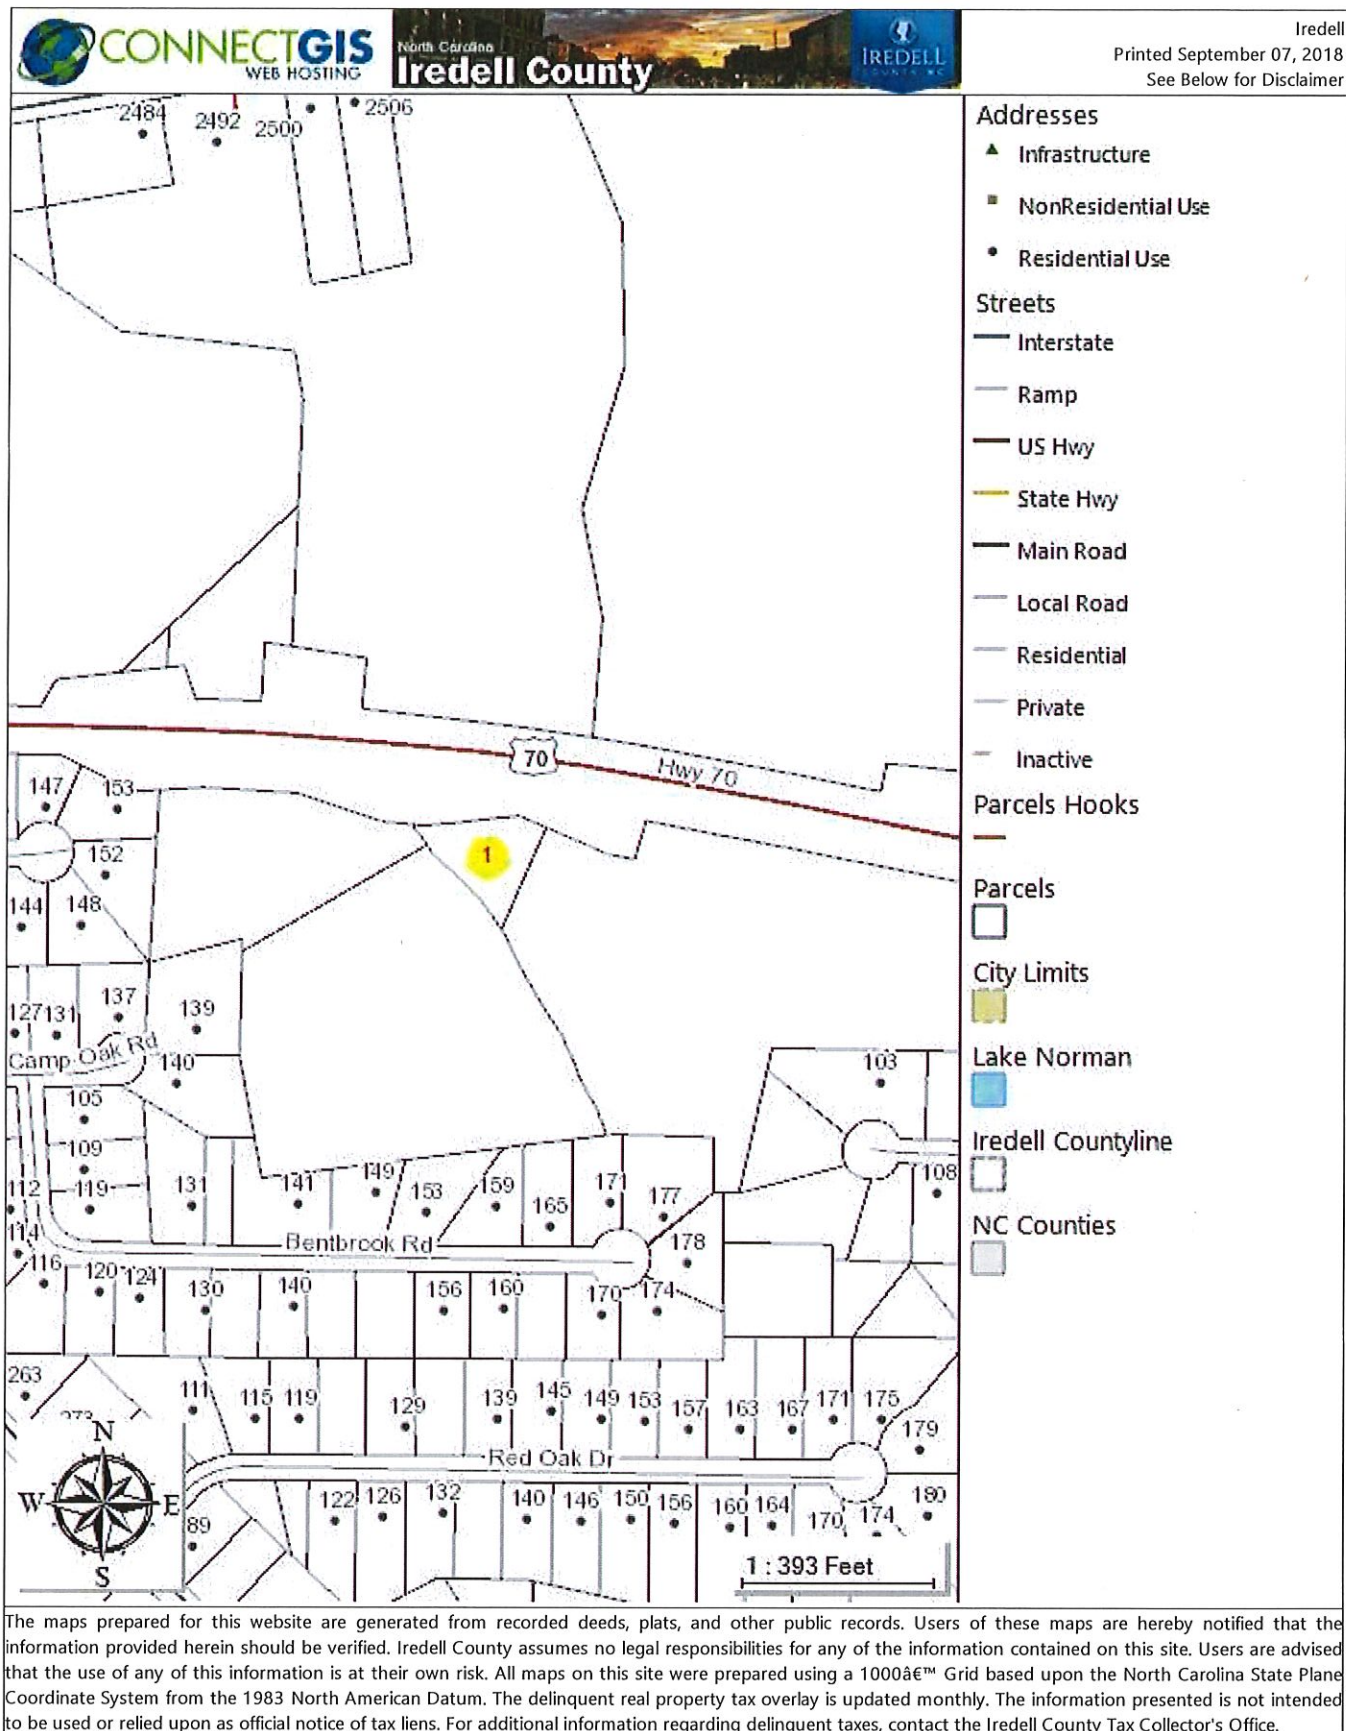 CONNECTGIS
WEB HOSTING
North Carolina
Iredell County
IREDELL
COUNTY, NC
Iredell
Printed September 07, 2018
See Below for Disclaimer
2484
2492
2500
2506
70
Hwy 70
147
153
1
152
144
148
127
131
137
139
Camp Oak Rd
140
105
103
109
112
119
131
141
149
153
159
165
171
177
108
114
Bentbrook Rd
178
116
120
124
130
140
156
160
170
174
263
273
111
115
119
129
139
145
149
153
157
163
167
171
175
179
N
W
E
S
Red Oak Dr
89
122
126
132
140
146
150
156
160
164
170
174
180
1 : 393 Feet
Addresses
Infrastructure
NonResidential Use
Residential Use
Streets
Interstate
Ramp
US Hwy
State Hwy
Main Road
Local Road
Residential
Private
Inactive
Parcels Hooks
Parcels
City Limits
Lake Norman
Iredell Countyline
NC Counties
The maps prepared for this website are generated from recorded deeds, plats, and other public records. Users of these maps are hereby notified that the
information provided herein should be verified. Iredell County assumes no legal responsibilities for any of the information contained on this site. Users are advised
that the use of any of this information is at their own risk. All maps on this site were prepared using a 1000â€™ Grid based upon the North Carolina State Plane
Coordinate System from the 1983 North American Datum. The delinquent real property tax overlay is updated monthly. The information presented is not intended
to be used or relied upon as official notice of tax liens. For additional information regarding delinquent taxes, contact the Iredell County Tax Collector's Office.